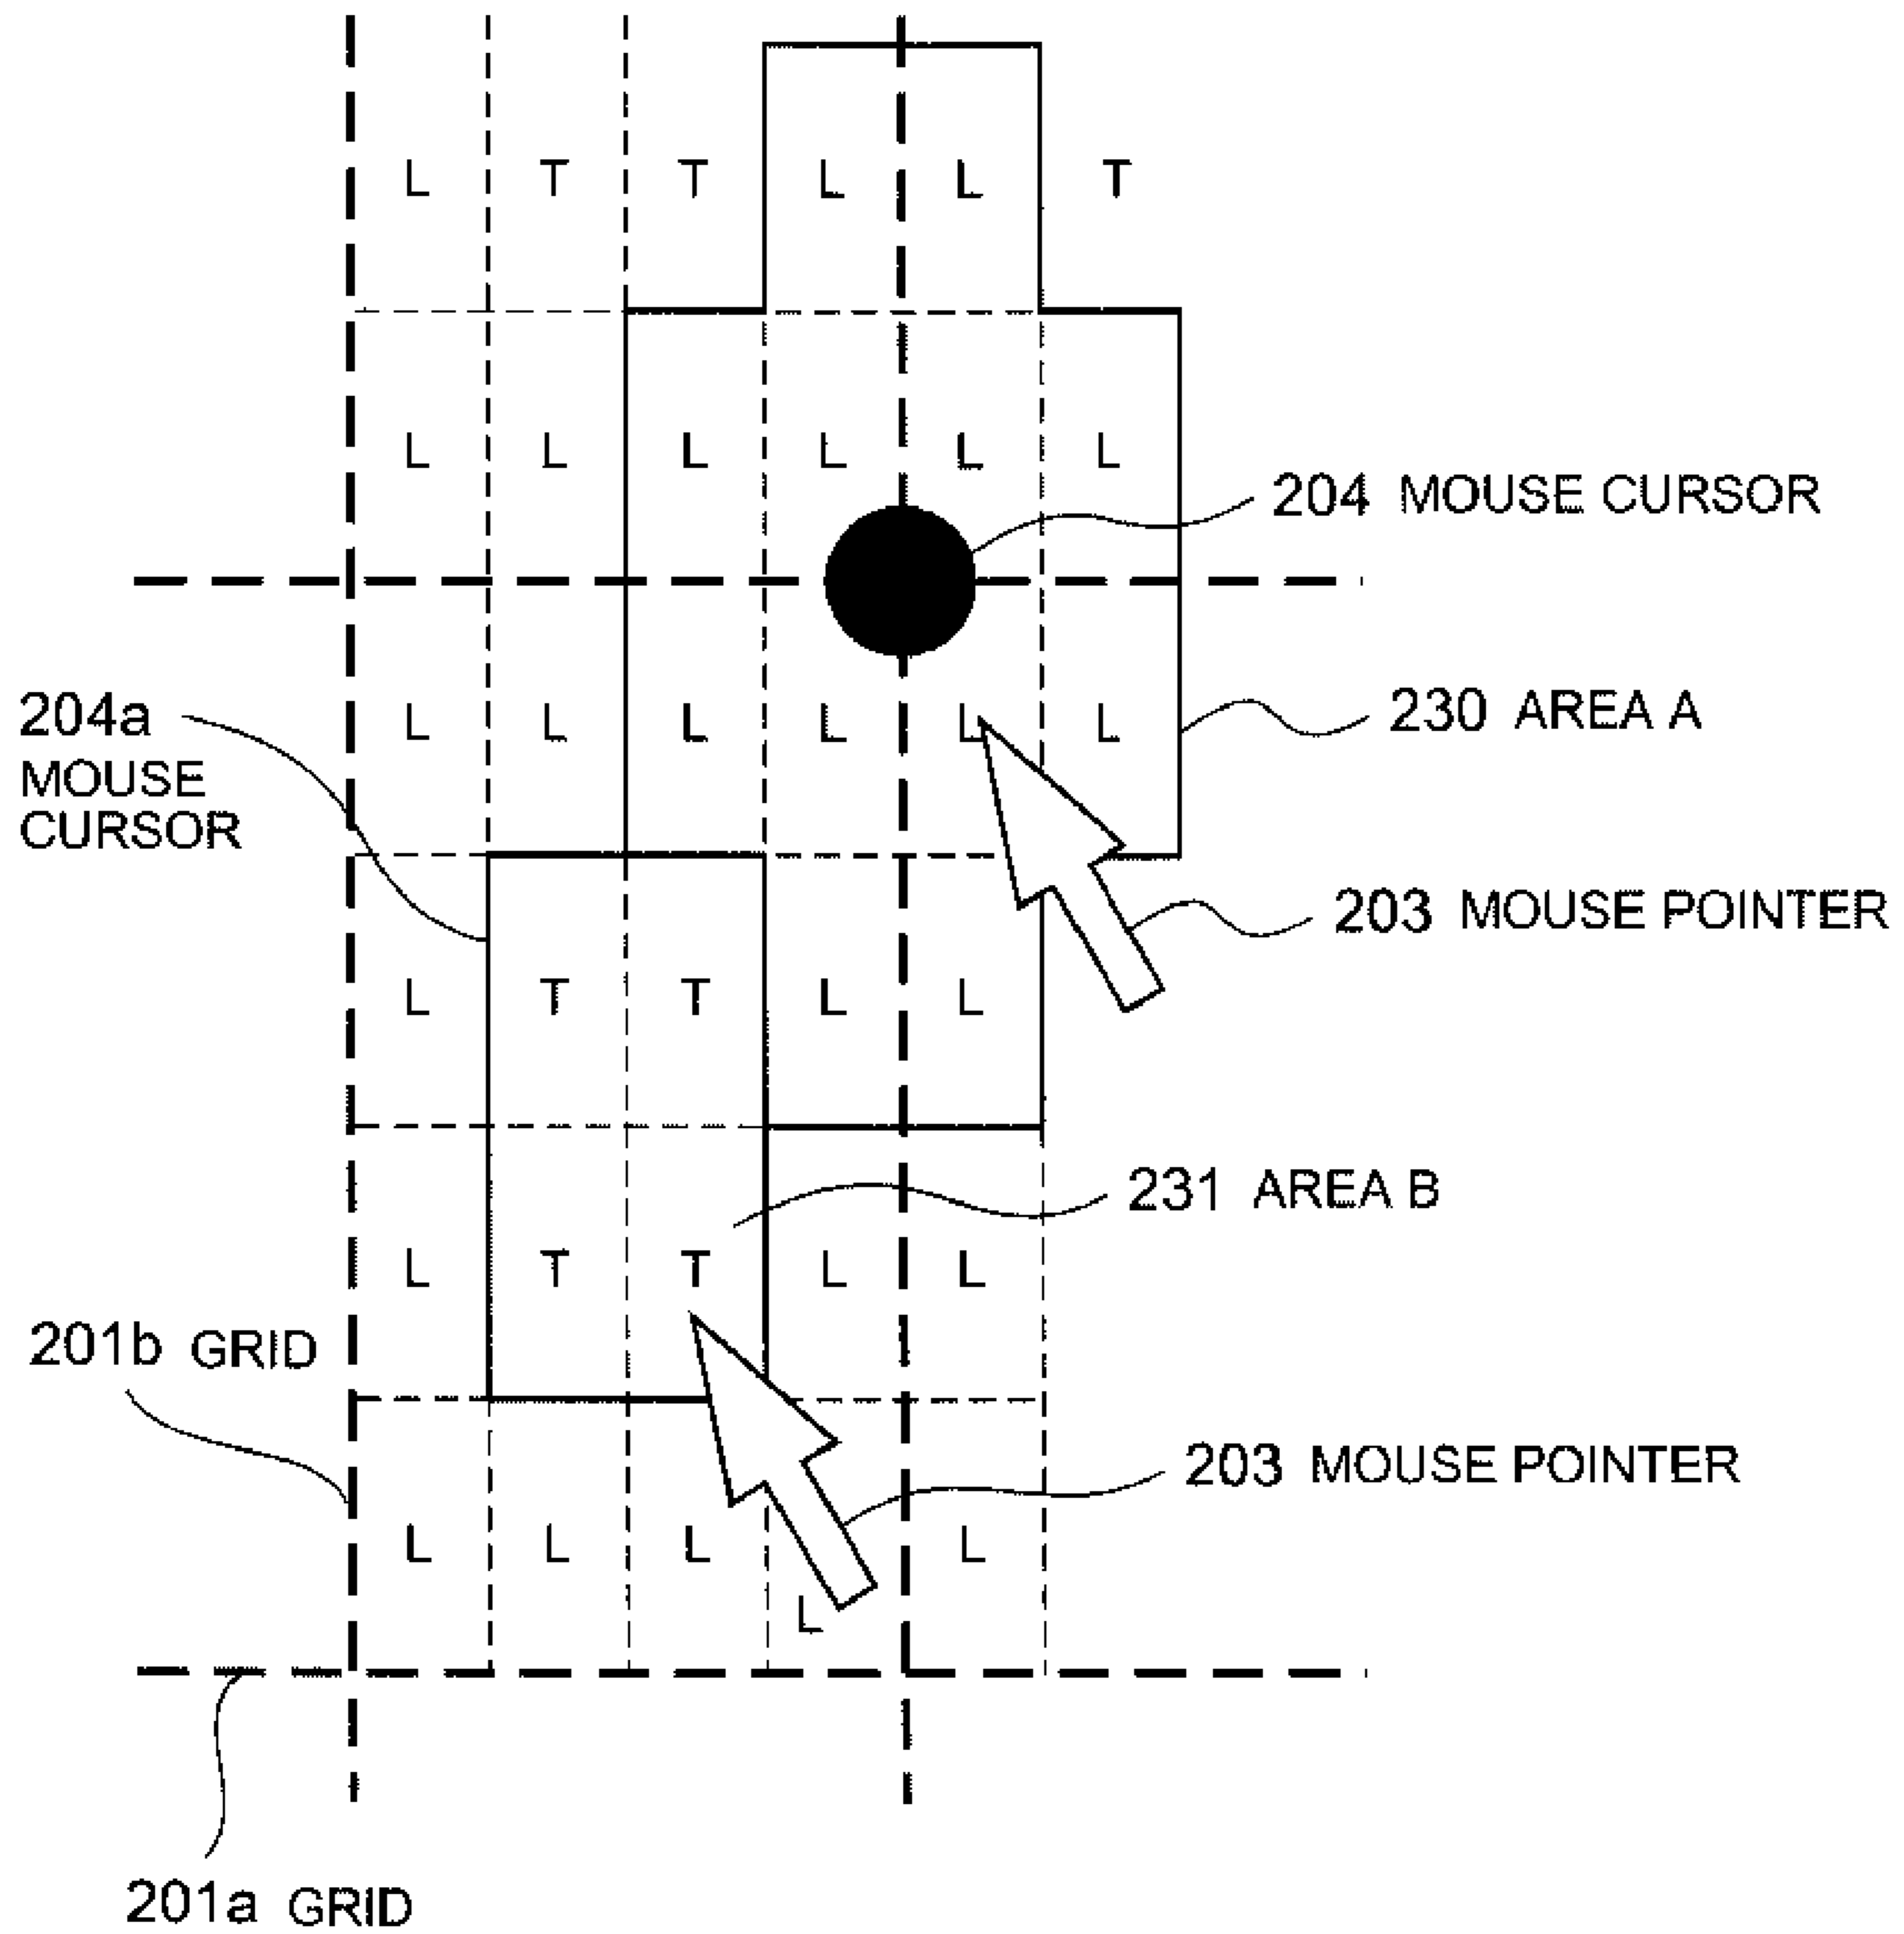 L T T L L T
L L L L L L
204 MOUSE CURSOR
204a
MOUSE
CURSOR
L L L L L L
230 AREA A
203 MOUSE POINTER
L T T L L
231 AREA B
L T T L L
201b GRID
203 MOUSE POINTER
L L L L
L
201a GRID